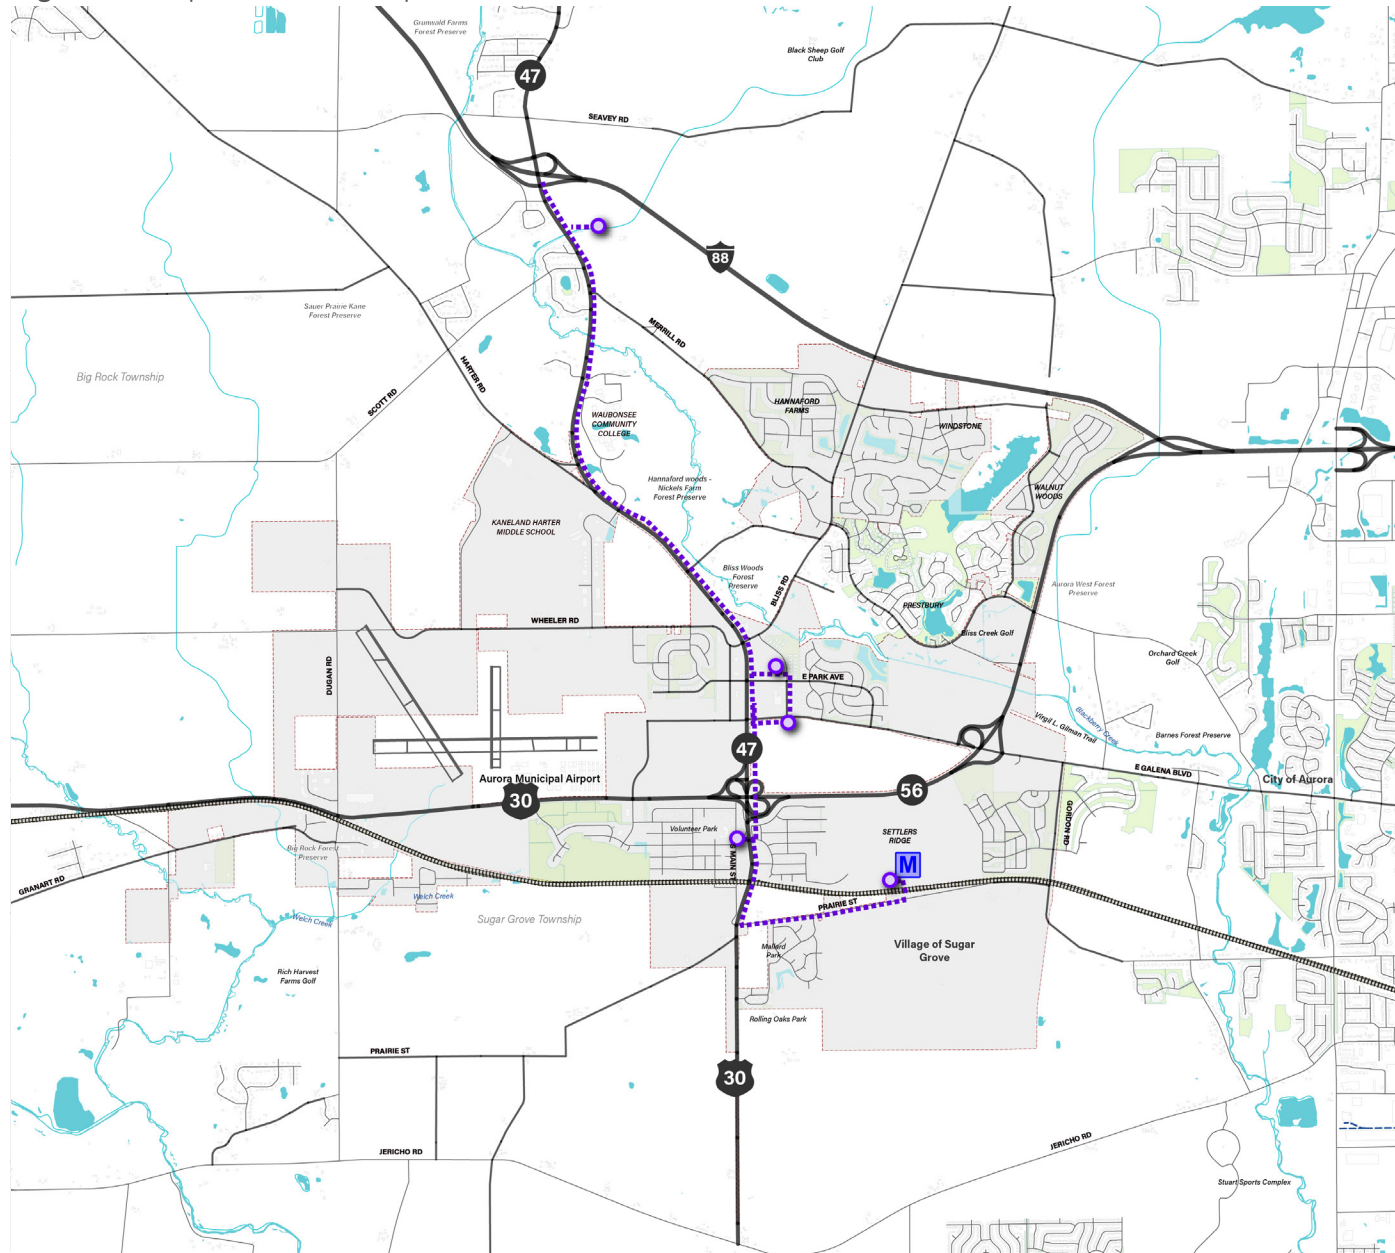 Grunwald Farms
Forest Preserve
47
Black Sheep Golf
Club
SEAVEY RD
88
Sauer Prairie Kane
Forest Preserve
MERRILL RD
Big Rock Township
HARTER RD
SCOTT RD
HANNAFORD
FARMS
WAUBONSEE
COMMUNITY
COLLEGE
WINDSTONE
Hannaford woods -
Nickels Farm
Forest Preserve
WALNUT
WOODS
KANELAND HARTER
MIDDLE SCHOOL
Bliss Woods
Forest
Preserve
BLISS RD
Aurora West Forest
Preserve
PRESTBURY
WHEELER RD
Bliss Creek Golf
Orchard Creek
Golf
DUGAN RD
E PARK AVE
Virgil L. Gilman Trail
Blackberry Creek
Barnes Forest Preserve
47
E GALENA BLVD
Aurora Municipal Airport
City of Aurora
30
56
GORDON RD
Volunteer Park
SETTLERS
RIDGE
Big Rock Forest
Preserve
S MAIN ST
M
GRANART RD
Welch Creek
PRAIRIE ST
Welch Creek
Sugar Grove Township
Mallard
Park
Village of Sugar
Grove
Rich Harvest
Farms Golf
Rolling Oaks Park
PRAIRIE ST
30
JERICHO RD
JERICHO RD
Stuart Sports Complex